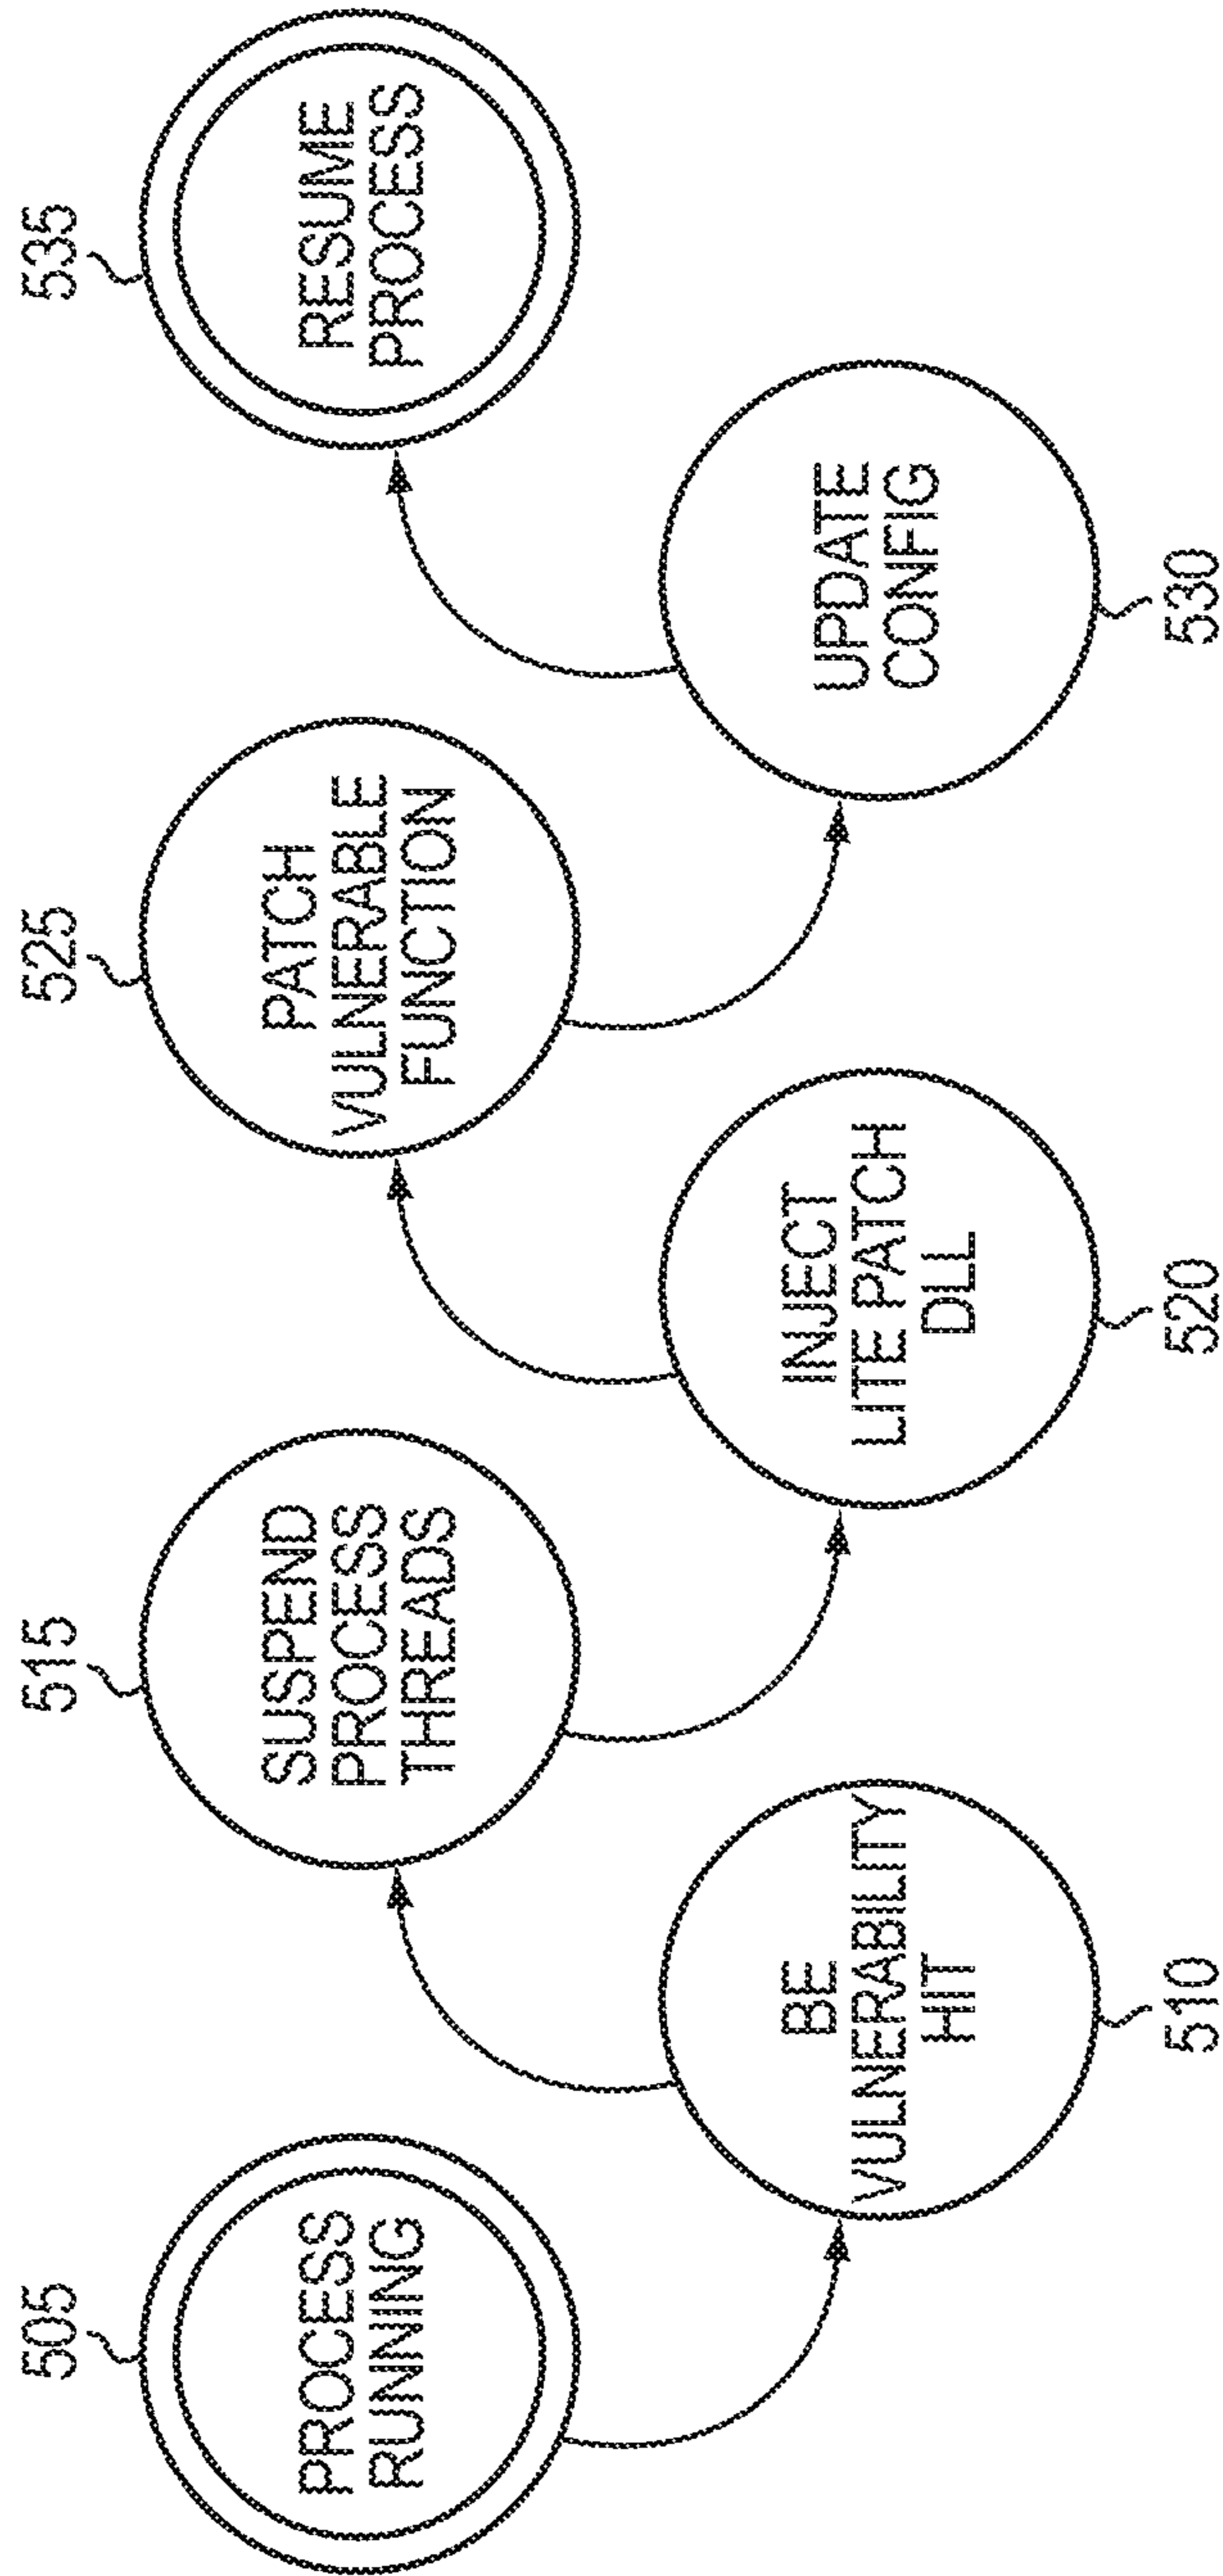 505
PROCESS
RUNNING
BE
VULNERABILITY
HIT
510
515
SUSPEND
PROCESS
THREADS
INJECT
LITE PATCH
DLL
520
525
PATCH
VULNERABLE
FUNCTION
UPDATE
CONFIG
530
535
RESUME
PROCESS